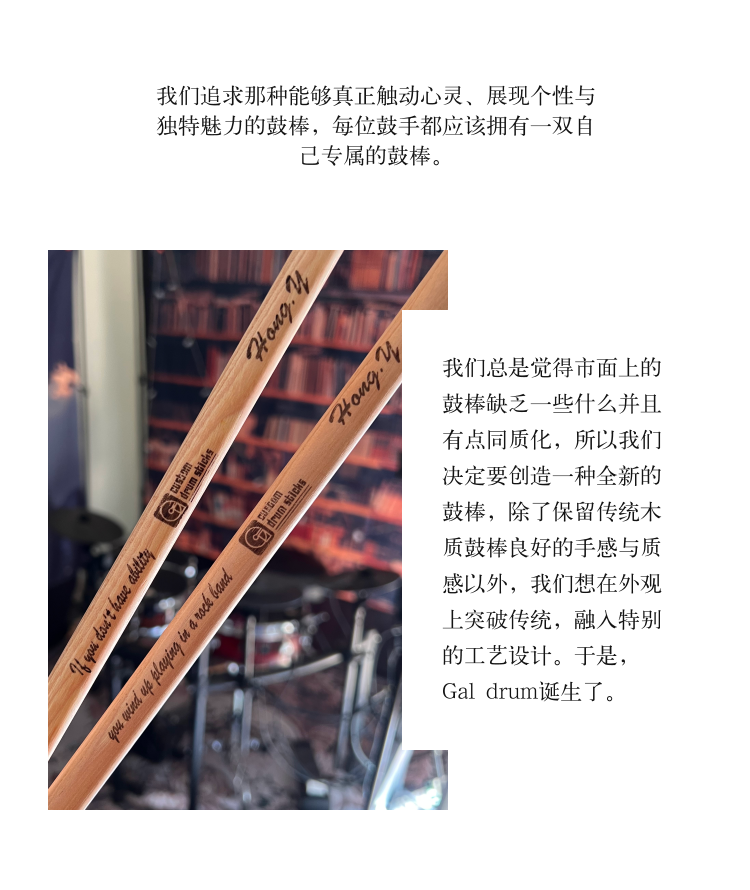 我们追求那种能够真正触动心灵、展现个性与
独特魅力的鼓棒，每位鼓手都应该拥有一双自
己专属的鼓棒。
Hong.Y
Hong.Y
custom
drum sticks
custom
drum sticks
If you don't have ability
you wind up playing in a rock band
我们总是觉得市面上的
鼓棒缺乏一些什么并且
有点同质化，所以我们
决定要创造一种全新的
鼓棒，除了保留传统木
质鼓棒良好的手感与质
感以外，我们想在外观
上突破传统，融入特别
的工艺设计。于是，
Gal drum诞生了。